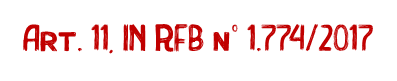 Art. 11, IN RFB nº 1.774/2017